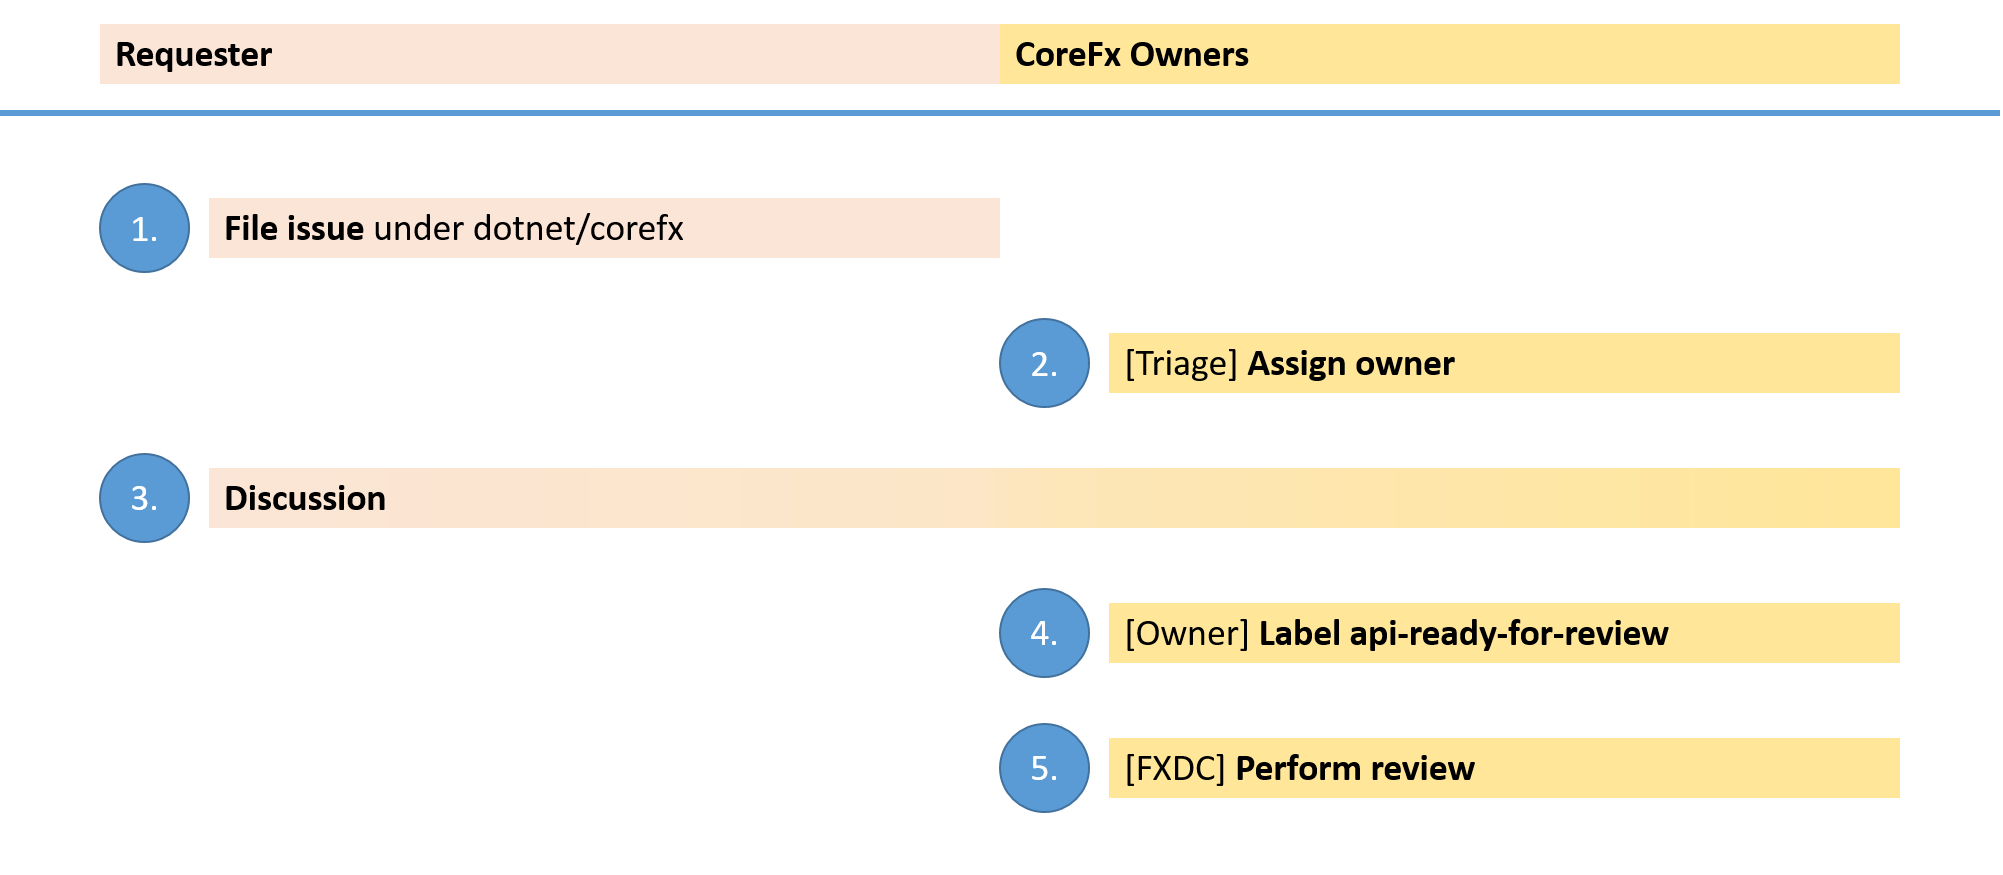 Requester
CoreFx Owners
1.
File issue under dotnet/corefx
2.
[Triage] Assign owner
3.
Discussion
4.
[Owner] Label api-ready-for-review
5.
[FXDC] Perform review